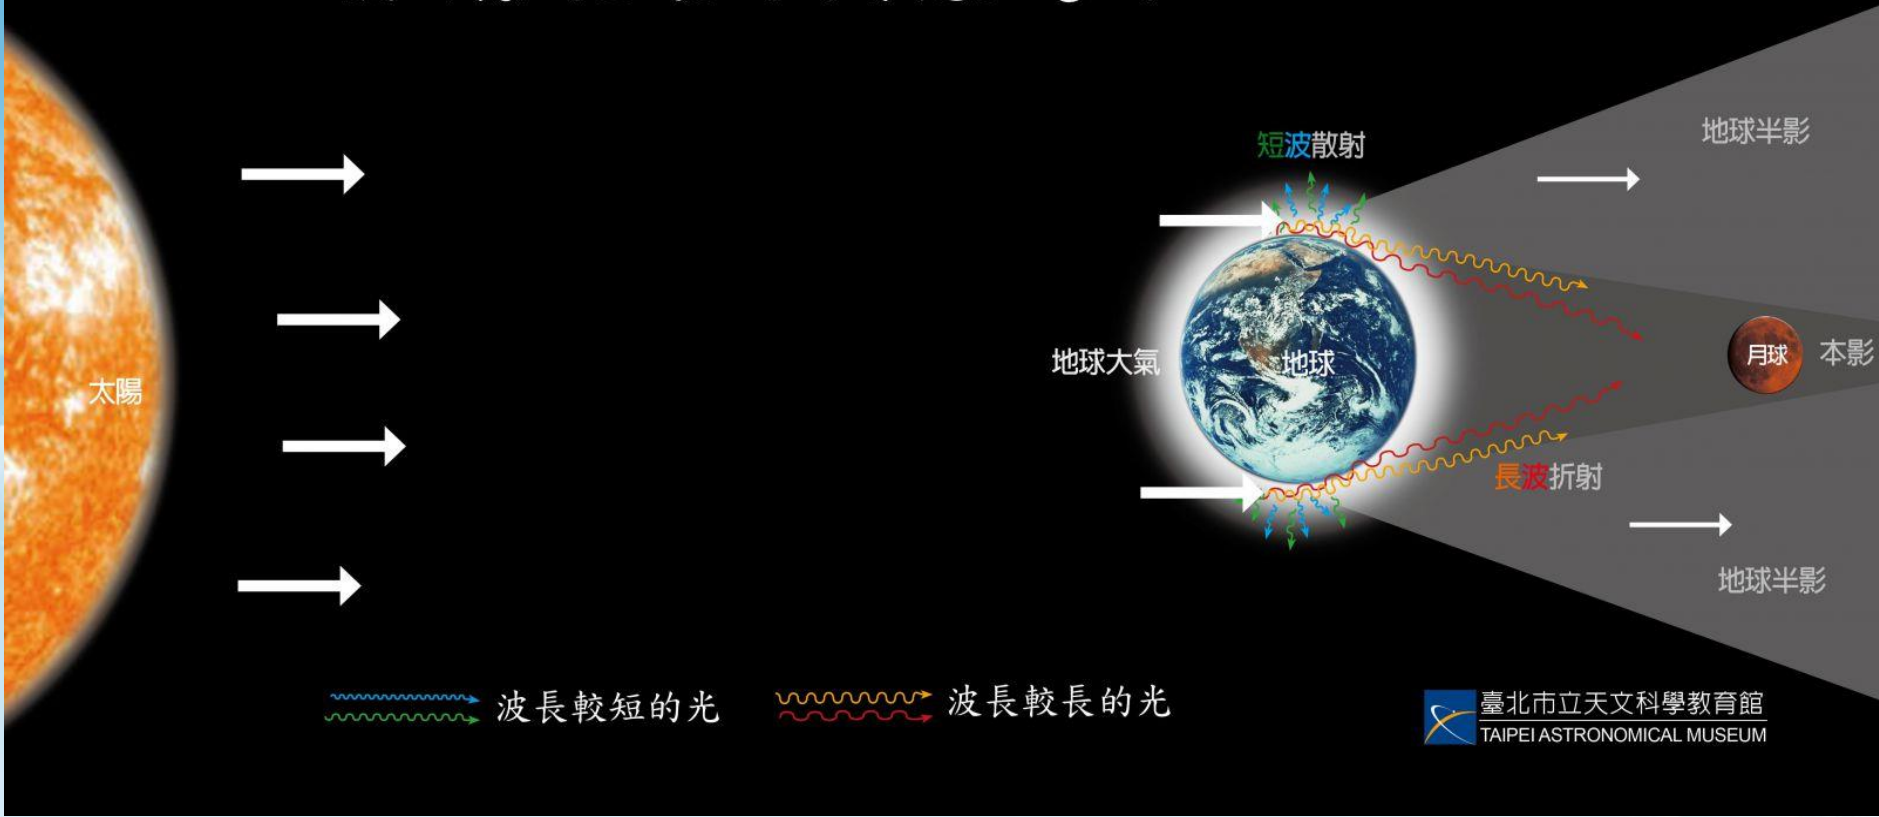 短波散射
地球半影
地球大氣
地球
月球
本影
太陽
長波折射
地球半影
波長較短的光
波長較長的光
臺北市立天文科學教育館
TAIPEI ASTRONOMICAL MUSEUM